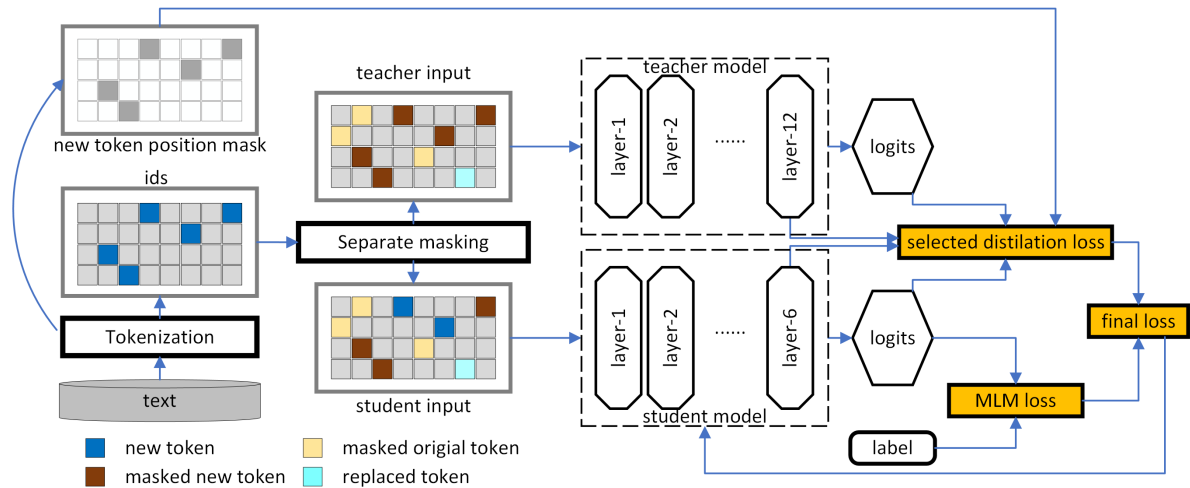 new token position mask
ids
Tokenization
text
teacher input
Separate masking
student input
teacher model
layer-1
layer-2
......
layer-12
logits
layer-1
layer-2
......
layer-6
student model
logits
selected distilation loss
final loss
MLM loss
label
new token
masked origial token
masked new token
replaced token